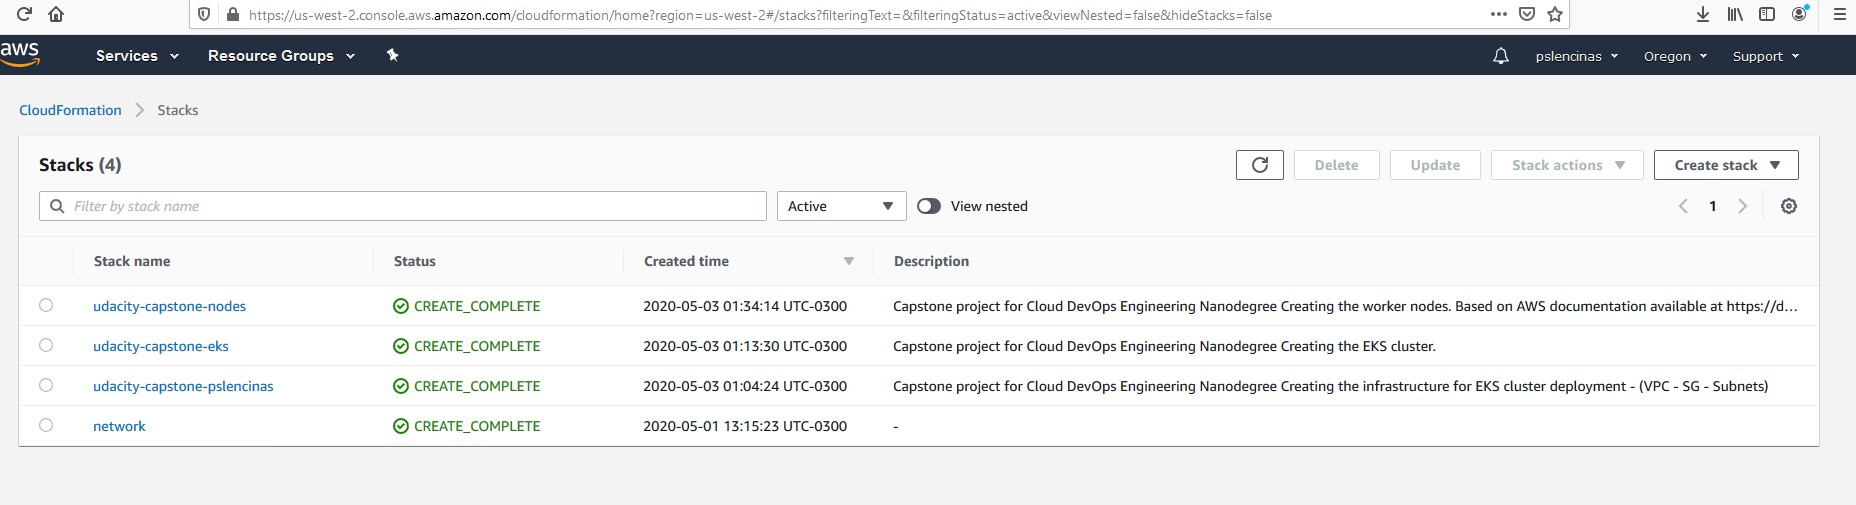 https://us-west-2.console.aws.amazon.com/cloudformation/home?region=us-west-2#/stacks?filteringText=&filteringStatus=active&viewNested=false&hideStacks=false
aws Services Resource Groups pslencinas Oregon Support
CloudFormation Stacks
Stacks (4) Delete Update Stack actions Create stack
Filter by stack name Active View nested 1
Stack name Status Created time Description
udacity-capstone-nodes CREATE_COMPLETE 2020-05-03 01:34:14 UTC-0300 Capstone project for Cloud DevOps Engineering Nanodegree Creating the worker nodes. Based on AWS documentation available at https://d...
udacity-capstone-eks CREATE_COMPLETE 2020-05-03 01:13:30 UTC-0300 Capstone project for Cloud DevOps Engineering Nanodegree Creating the EKS cluster.
udacity-capstone-pslencinas CREATE_COMPLETE 2020-05-03 01:04:24 UTC-0300 Capstone project for Cloud DevOps Engineering Nanodegree Creating the infrastructure for EKS cluster deployment - (VPC - SG - Subnets)
network CREATE_COMPLETE 2020-05-01 13:15:23 UTC-0300 -